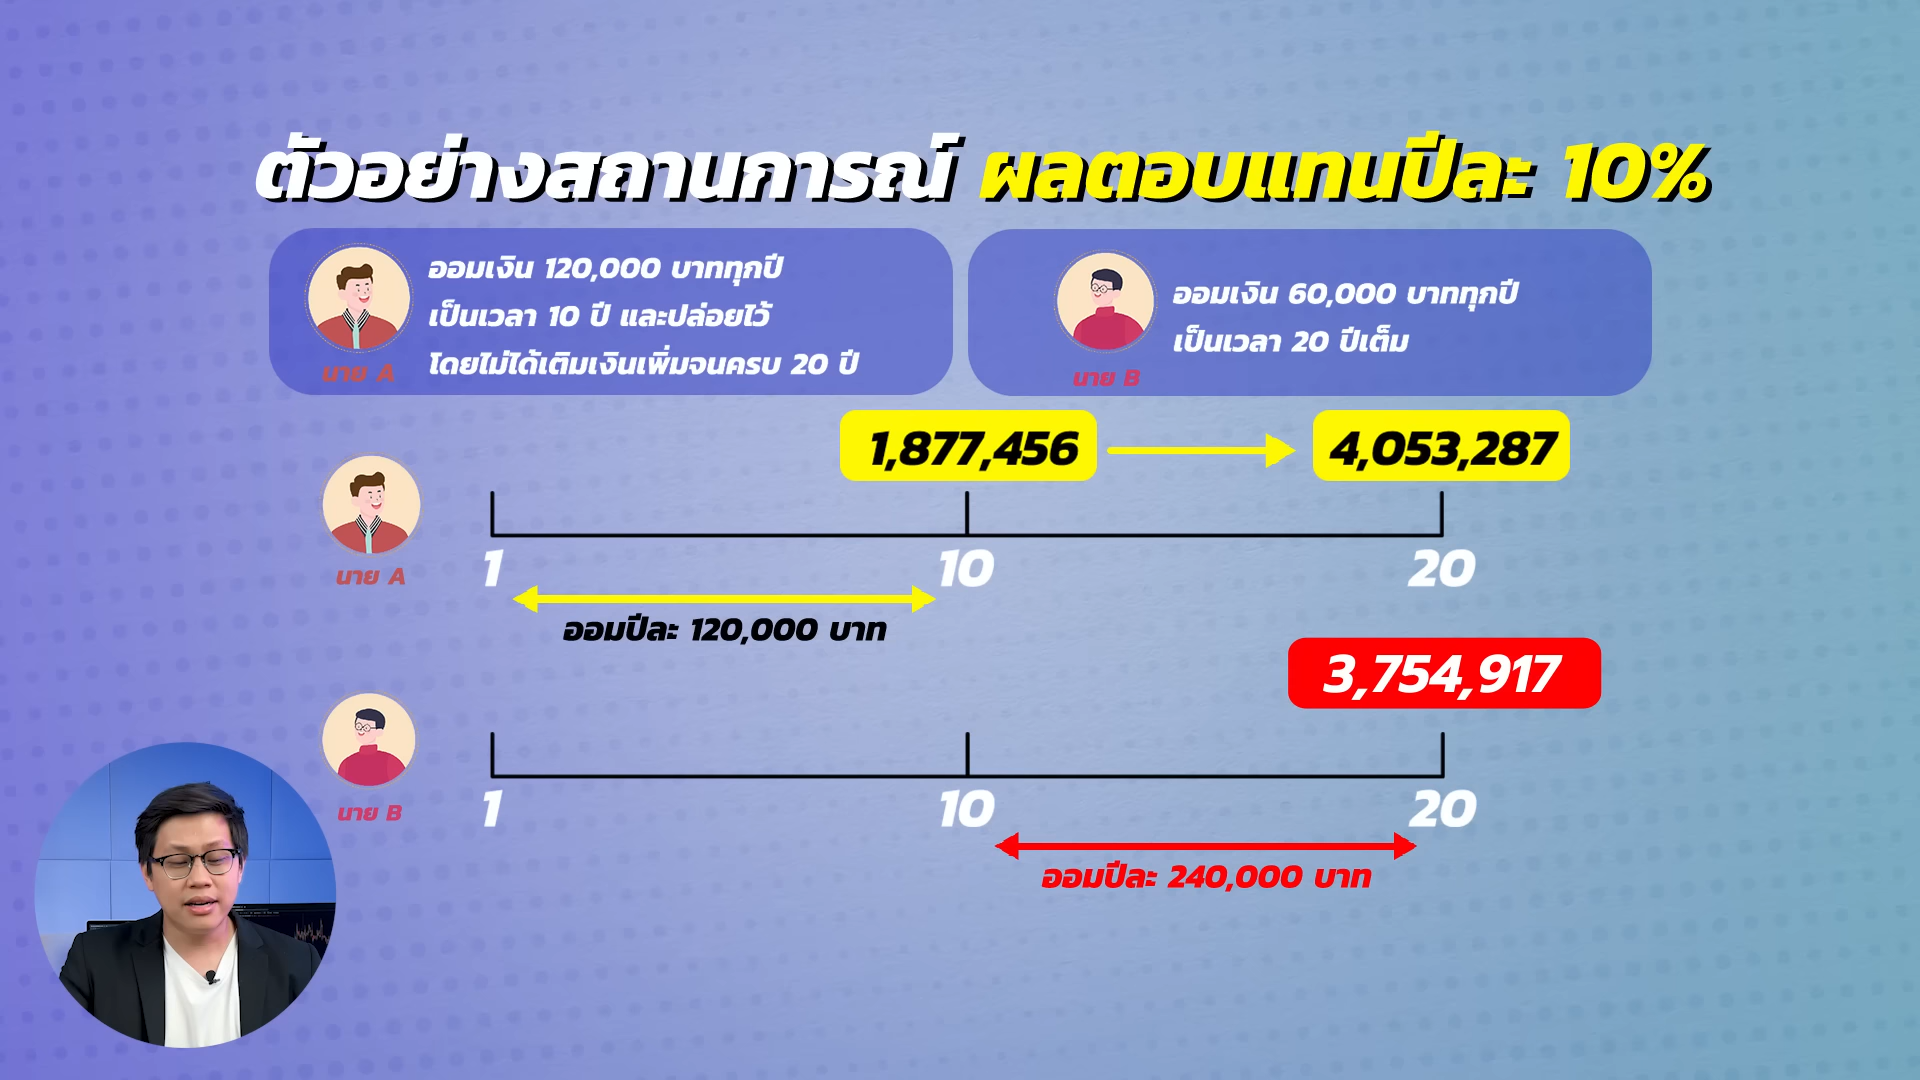 ตัวอย่างสถานการณ์ ผลตอบแทนปีละ 10%
ออมเงิน 120,000 บาททุกปี
เป็นเวลา 10 ปี และปล่อยไว้
โดยไม่ได้เติมเงินเพิ่มจนครบ 20 ปี
นาย A
ออมเงิน 60,000 บาททุกปี
เป็นเวลา 20 ปีเต็ม
นาย B
1,877,456
4,053,287
นาย A
1
10
20
ออมปีละ 120,000 บาท
3,754,917
นาย B
1
10
20
ออมปีละ 240,000 บาท